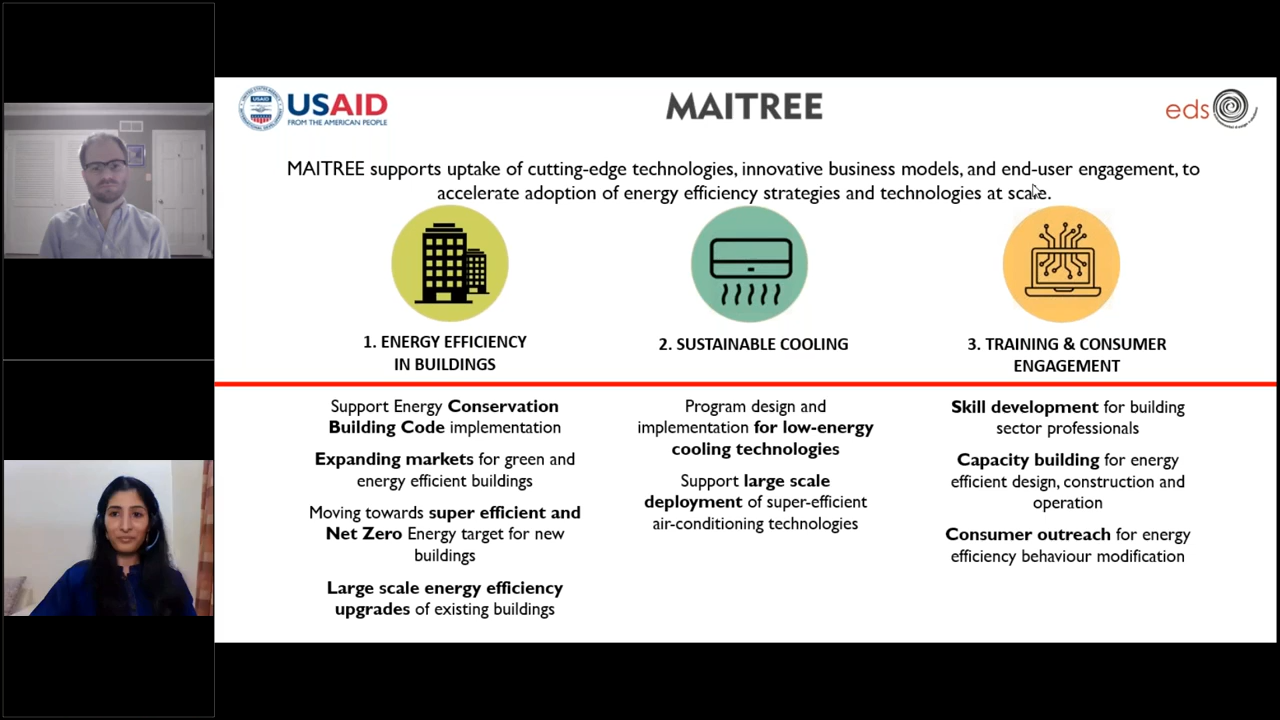 USAID
USAID
FROM THE AMERICAN PEOPLE
MAITREE
eds
MAITREE supports uptake of cutting-edge technologies, innovative business models, and end-user engagement, to
accelerate adoption of energy efficiency strategies and technologies at scale.
1. ENERGY EFFICIENCY
IN BUILDINGS
Support Energy Conservation
Building Code implementation
Expanding markets for green and
energy efficient buildings
Moving towards super efficient and
Net Zero Energy target for new
buildings
Large scale energy efficiency
upgrades of existing buildings
2. SUSTAINABLE COOLING
Program design and
implementation for low-energy
cooling technologies
Support large scale
deployment of super-efficient
air-conditioning technologies
3. TRAINING & CONSUMER
ENGAGEMENT
Skill development for building
sector professionals
Capacity building for energy
efficient design, construction and
operation
Consumer outreach for energy
efficiency behaviour modification